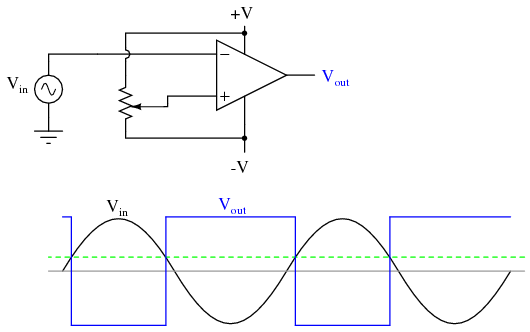 +V
V_in
−
+
V_out
-V
V_in V_out